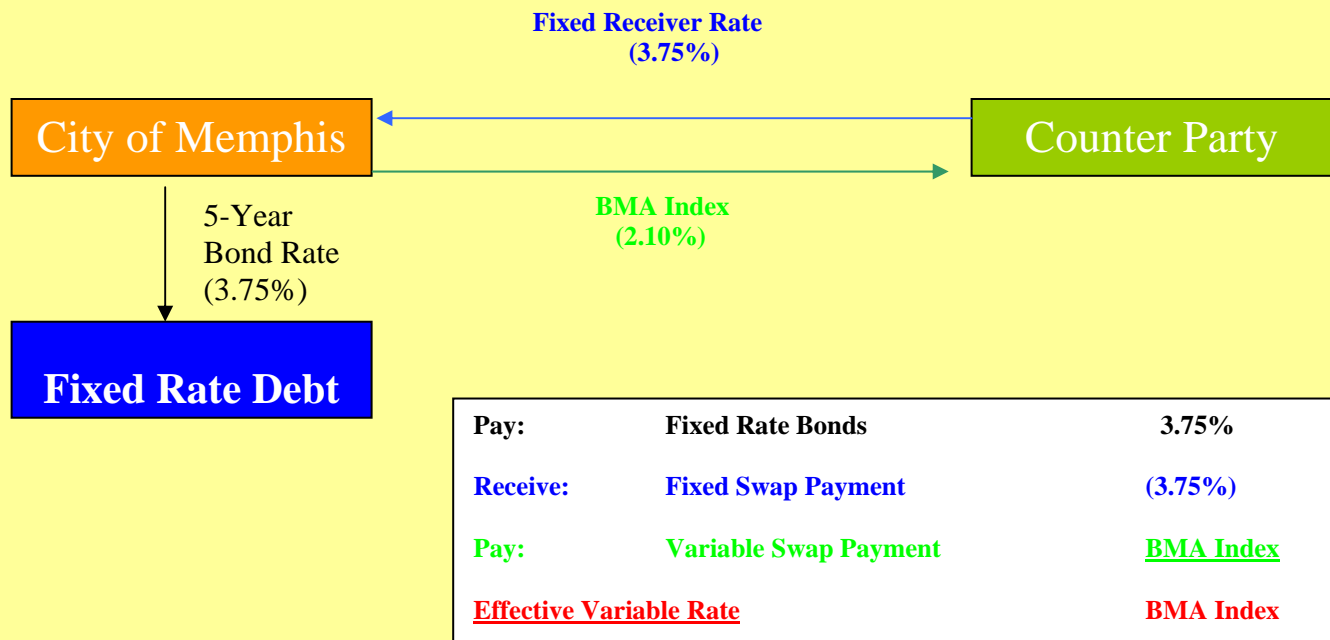 Fixed Receiver Rate
(3.75%)
City of Memphis
Counter Party
BMA Index
(2.10%)
5-Year
Bond Rate
(3.75%)
Fixed Rate Debt
Pay: Fixed Rate Bonds 3.75%
Receive: Fixed Swap Payment (3.75%)
Pay: Variable Swap Payment BMA Index
Effective Variable Rate BMA Index